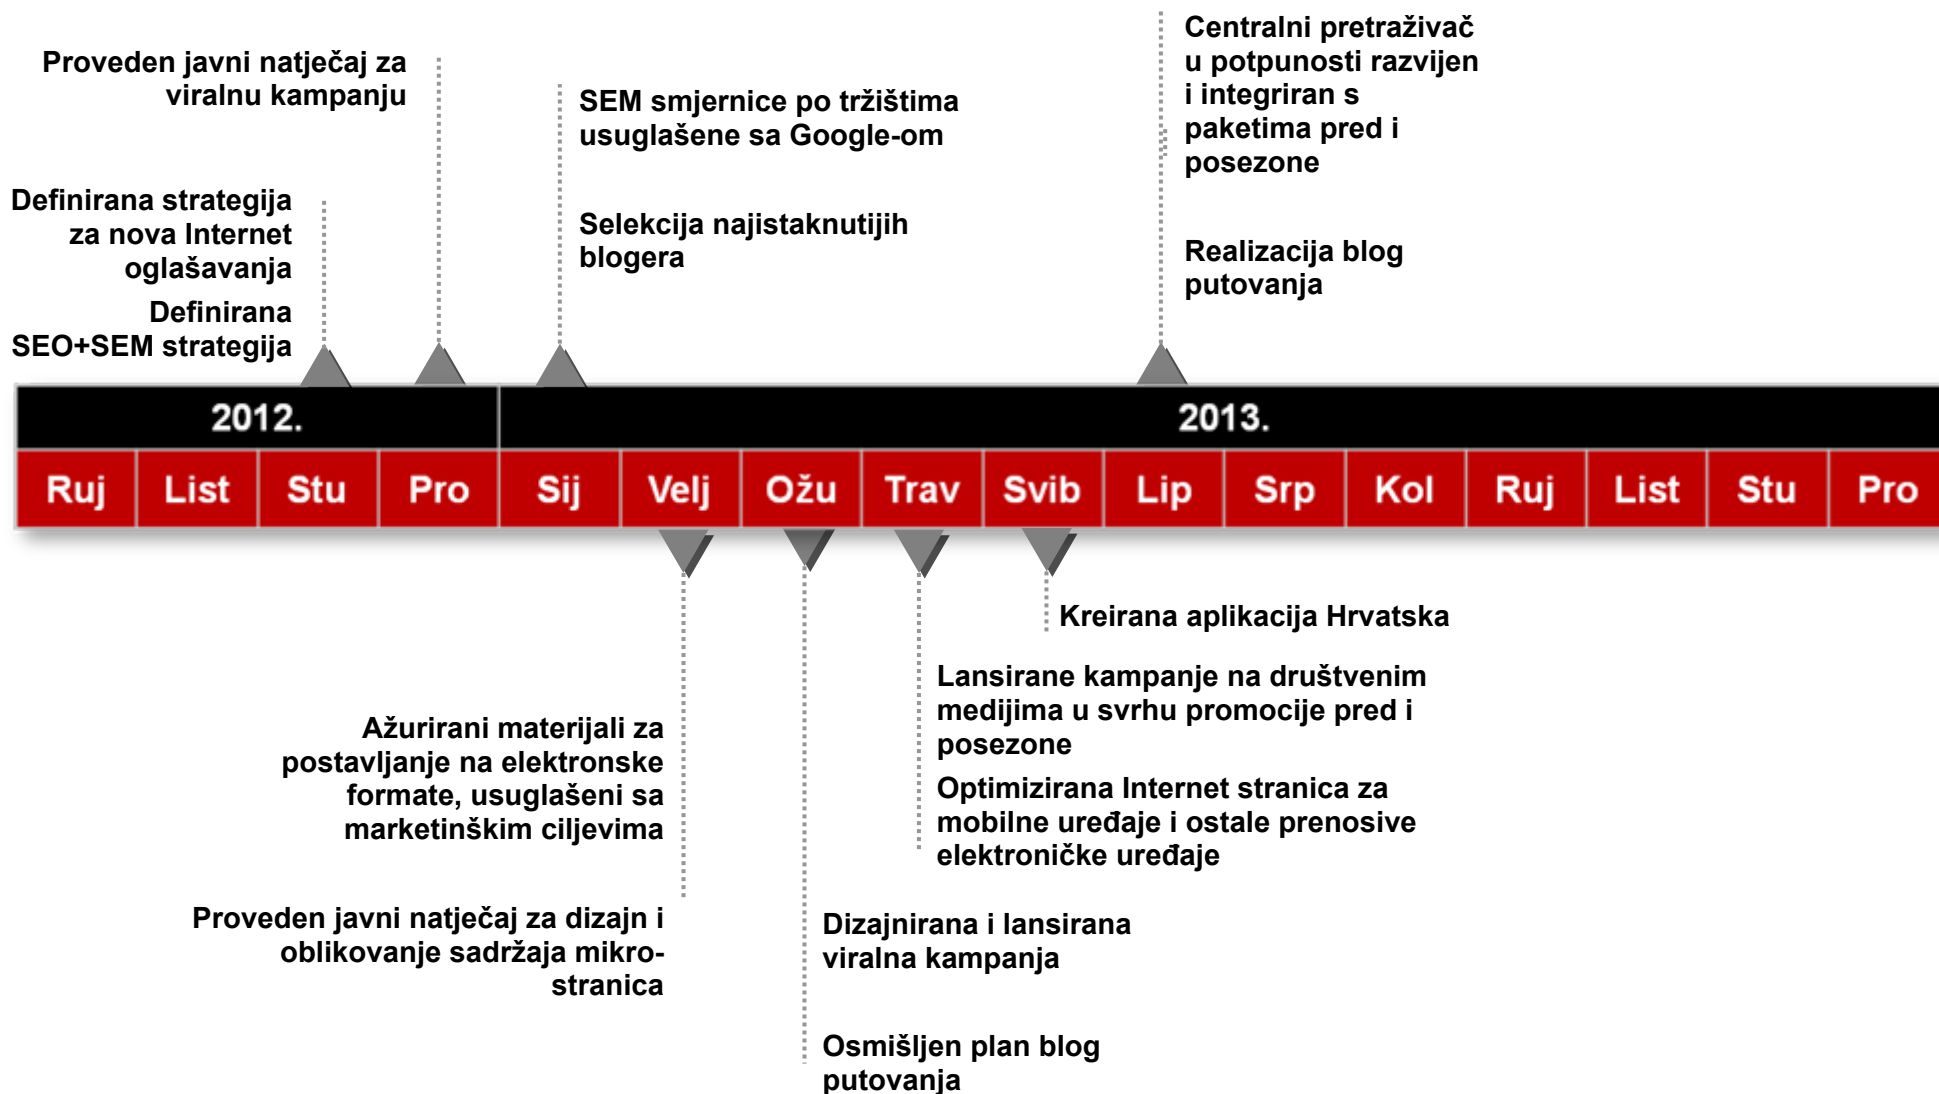 Proveden javni natječaj za
viralnu kampanju
Definirana strategija
za nova Internet
oglašavanja
Definirana
SEO+SEM strategija
SEM smjernice po tržištima
usuglašene sa Google-om
Selekcija najistaknutijih
blogera
Centralni pretraživač
u potpunosti razvijen
i integriran s
paketima pred i
posezone
Realizacija blog
putovanja
2012.
2013.
Ruj List Stu Pro Sij Velj Ožu Trav Svib Lip Srp Kol Ruj List Stu Pro
Kreirana aplikacija Hrvatska
Lansirane kampanje na društvenim
medijima u svrhu promocije pred i
posezone
Optimizirana Internet stranica za
mobilne uređaje i ostale prenosive
elektroničke uređaje
Ažurirani materijali za
postavljanje na elektronske
formate, usuglašeni sa
marketinškim ciljevima
Proveden javni natječaj za dizajn i
oblikovanje sadržaja mikro-
stranica
Dizajnirana i lansirana
viralna kampanja
Osmišljen plan blog
putovanja